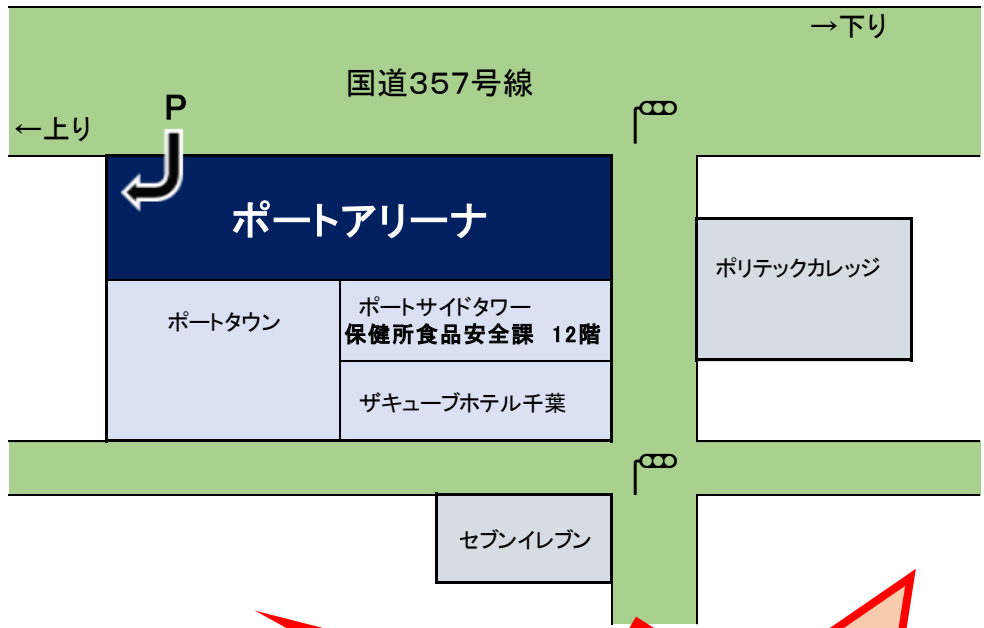 →下り
国道357号線
P
←上り
ポートアリーナ
ポリテックカレッジ
ポートタウン
ポートサイドタワー
保健所食品安全課 12階
ザキューブホテル千葉
セブンイレブン